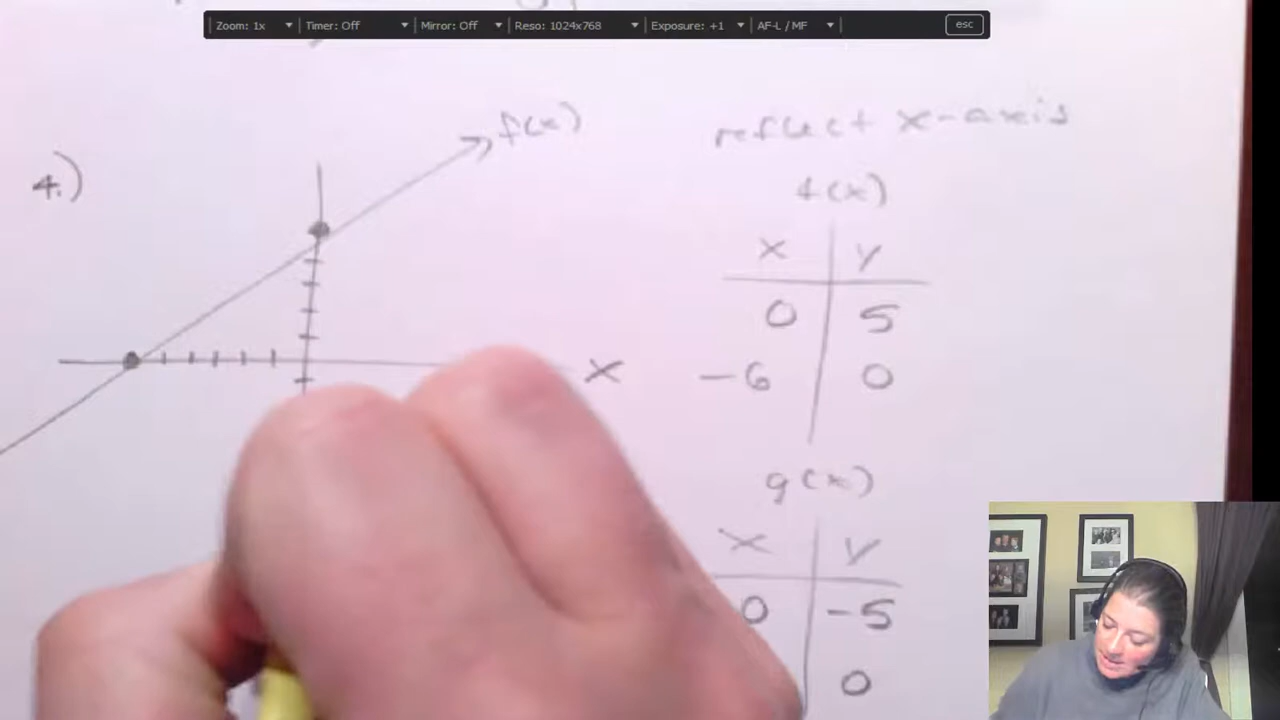 Zoom: 1x Timer: Off Mirror: Off Reso: 1024x768 Exposure: +1 AF-L / MF esc
4.)
f(x)
x
reflect x-axis
f(x)
x y
0 5
-6 0
g(x)
x y
0 -5
0